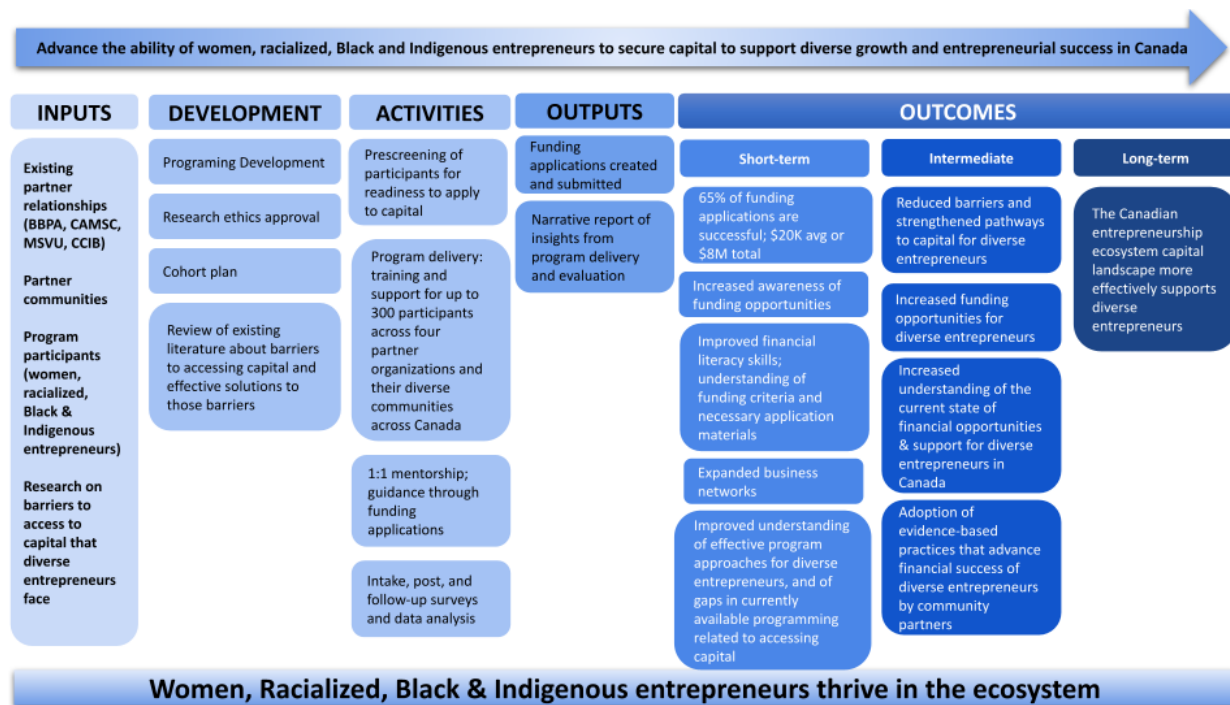 Advance the ability of women, racialized, Black and Indigenous entrepreneurs to secure capital to support diverse growth and entrepreneurial success in Canada
INPUTS
Existing
partner
relationships
(BBPA, CAMSC,
MSVU, CCIB)
Partner
communities
Program
participants
(women,
racialized,
Black &
Indigenous
entrepreneurs)
Research on
barriers to
access to
capital that
diverse
entrepreneurs
face
DEVELOPMENT
Programing Development
Research ethics approval
Cohort plan
Review of existing
literature about barriers
to accessing capital and
effective solutions to
those barriers
ACTIVITIES
Prescreening of
participants for
readiness to apply
to capital
Program delivery:
training and
support for up to
300 participants
across four
partner
organizations and
their diverse
communities
across Canada
1:1 mentorship;
guidance through
funding
applications
Intake, post, and
follow-up surveys
and data analysis
OUTPUTS
Funding
applications created
and submitted
Narrative report of
insights from
program delivery
and evaluation
OUTCOMES
Short-term
65% of funding
applications are
successful; $20K avg or
$8M total
Increased awareness of
funding opportunities
Improved financial
literacy skills;
understanding of
funding criteria and
necessary application
materials
Expanded business
networks
Improved understanding
of effective program
approaches for diverse
entrepreneurs, and of
gaps in currently
available programming
related to accessing
capital
Intermediate
Reduced barriers and
strengthened pathways
to capital for diverse
entrepreneurs
Increased funding
opportunities for
diverse entrepreneurs
Increased
understanding of the
current state of
financial opportunities
& support for diverse
entrepreneurs in
Canada
Adoption of
evidence-based
practices that advance
financial success of
diverse entrepreneurs
by community
partners
Long-term
The Canadian
entrepreneurship
ecosystem capital
landscape more
effectively supports
diverse
entrepreneurs
Women, Racialized, Black & Indigenous entrepreneurs thrive in the ecosystem